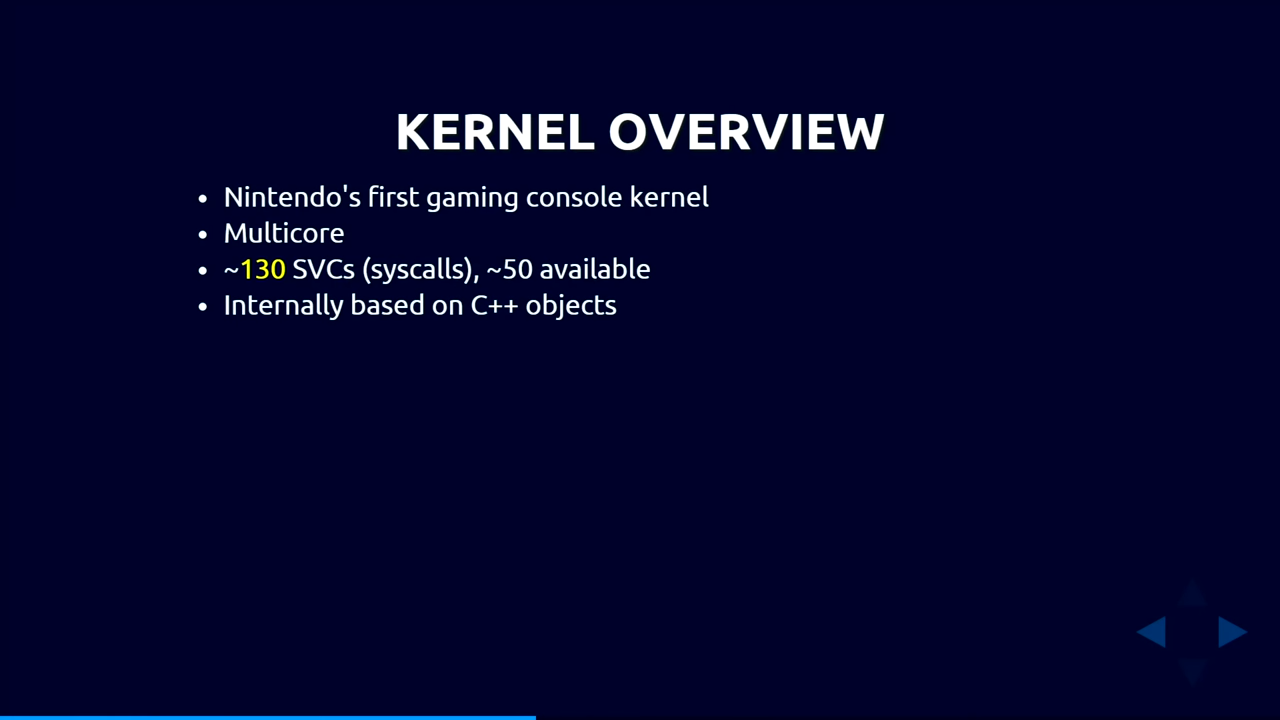 KERNEL OVERVIEW
• Nintendo's first gaming console kernel
• Multicore
• ~130 SVCs (syscalls), ~50 available
• Internally based on C++ objects